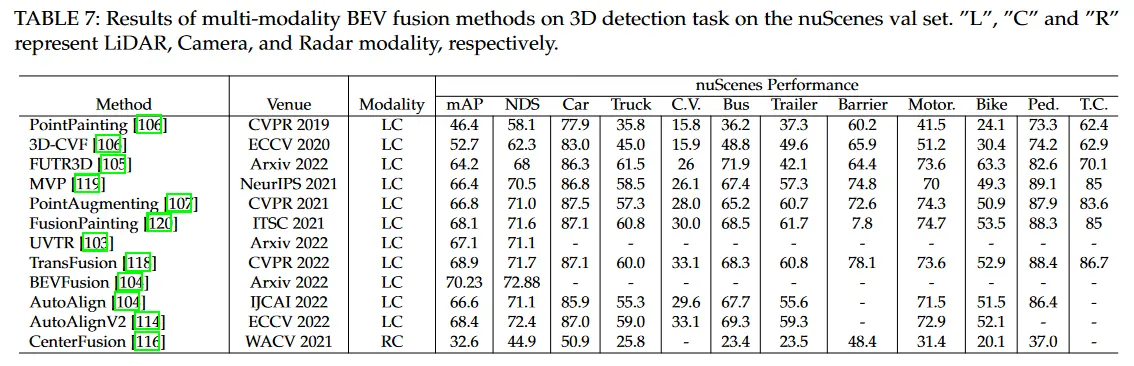 TABLE 7: Results of multi-modality BEV fusion methods on 3D detection task on the nuScenes val set. ”L”, ”C” and ”R”
represent LiDAR, Camera, and Radar modality, respectively.
nuScenes Performance
Method Venue Modality mAP NDS Car Truck C.V. Bus Trailer Barrier Motor. Bike Ped. T.C.
PointPainting [106] CVPR 2019 LC 46.4 58.1 77.9 35.8 15.8 36.2 37.3 60.2 41.5 24.1 73.3 62.4
3D-CVF [106] ECCV 2020 LC 52.7 62.3 83.0 45.0 15.9 48.8 49.6 65.9 51.2 30.4 74.2 62.9
FUTR3D [105] Arxiv 2022 LC 64.2 68 86.3 61.5 26 71.9 42.1 64.4 73.6 63.3 82.6 70.1
MVP [119] NeurIPS 2021 LC 66.4 70.5 86.8 58.5 26.1 67.4 57.3 74.8 70 49.3 89.1 85
PointAugmenting [107] CVPR 2021 LC 66.8 71.0 87.5 57.3 28.0 65.2 60.7 72.6 74.3 50.9 87.9 83.6
FusionPainting [120] ITSC 2021 LC 68.1 71.6 87.1 60.8 30.0 68.5 61.7 7.8 74.7 53.5 88.3 85
UVTR [103] Arxiv 2022 LC 67.1 71.1 - - - - - - - - - -
TransFusion [118] CVPR 2022 LC 68.9 71.7 87.1 60.0 33.1 68.3 60.8 78.1 73.6 52.9 88.4 86.7
BEVFusion [104] Arxiv 2022 LC 70.23 72.88 - - - - - - - - - -
AutoAlign [104] IJCAI 2022 LC 66.6 71.1 85.9 55.3 29.6 67.7 55.6 - 71.5 51.5 86.4 -
AutoAlignV2 [114] ECCV 2022 LC 68.4 72.4 87.0 59.0 33.1 69.3 59.3 - 72.9 52.1 - -
CenterFusion [116] WACV 2021 RC 32.6 44.9 50.9 25.8 - 23.4 23.5 48.4 31.4 20.1 37.0 -